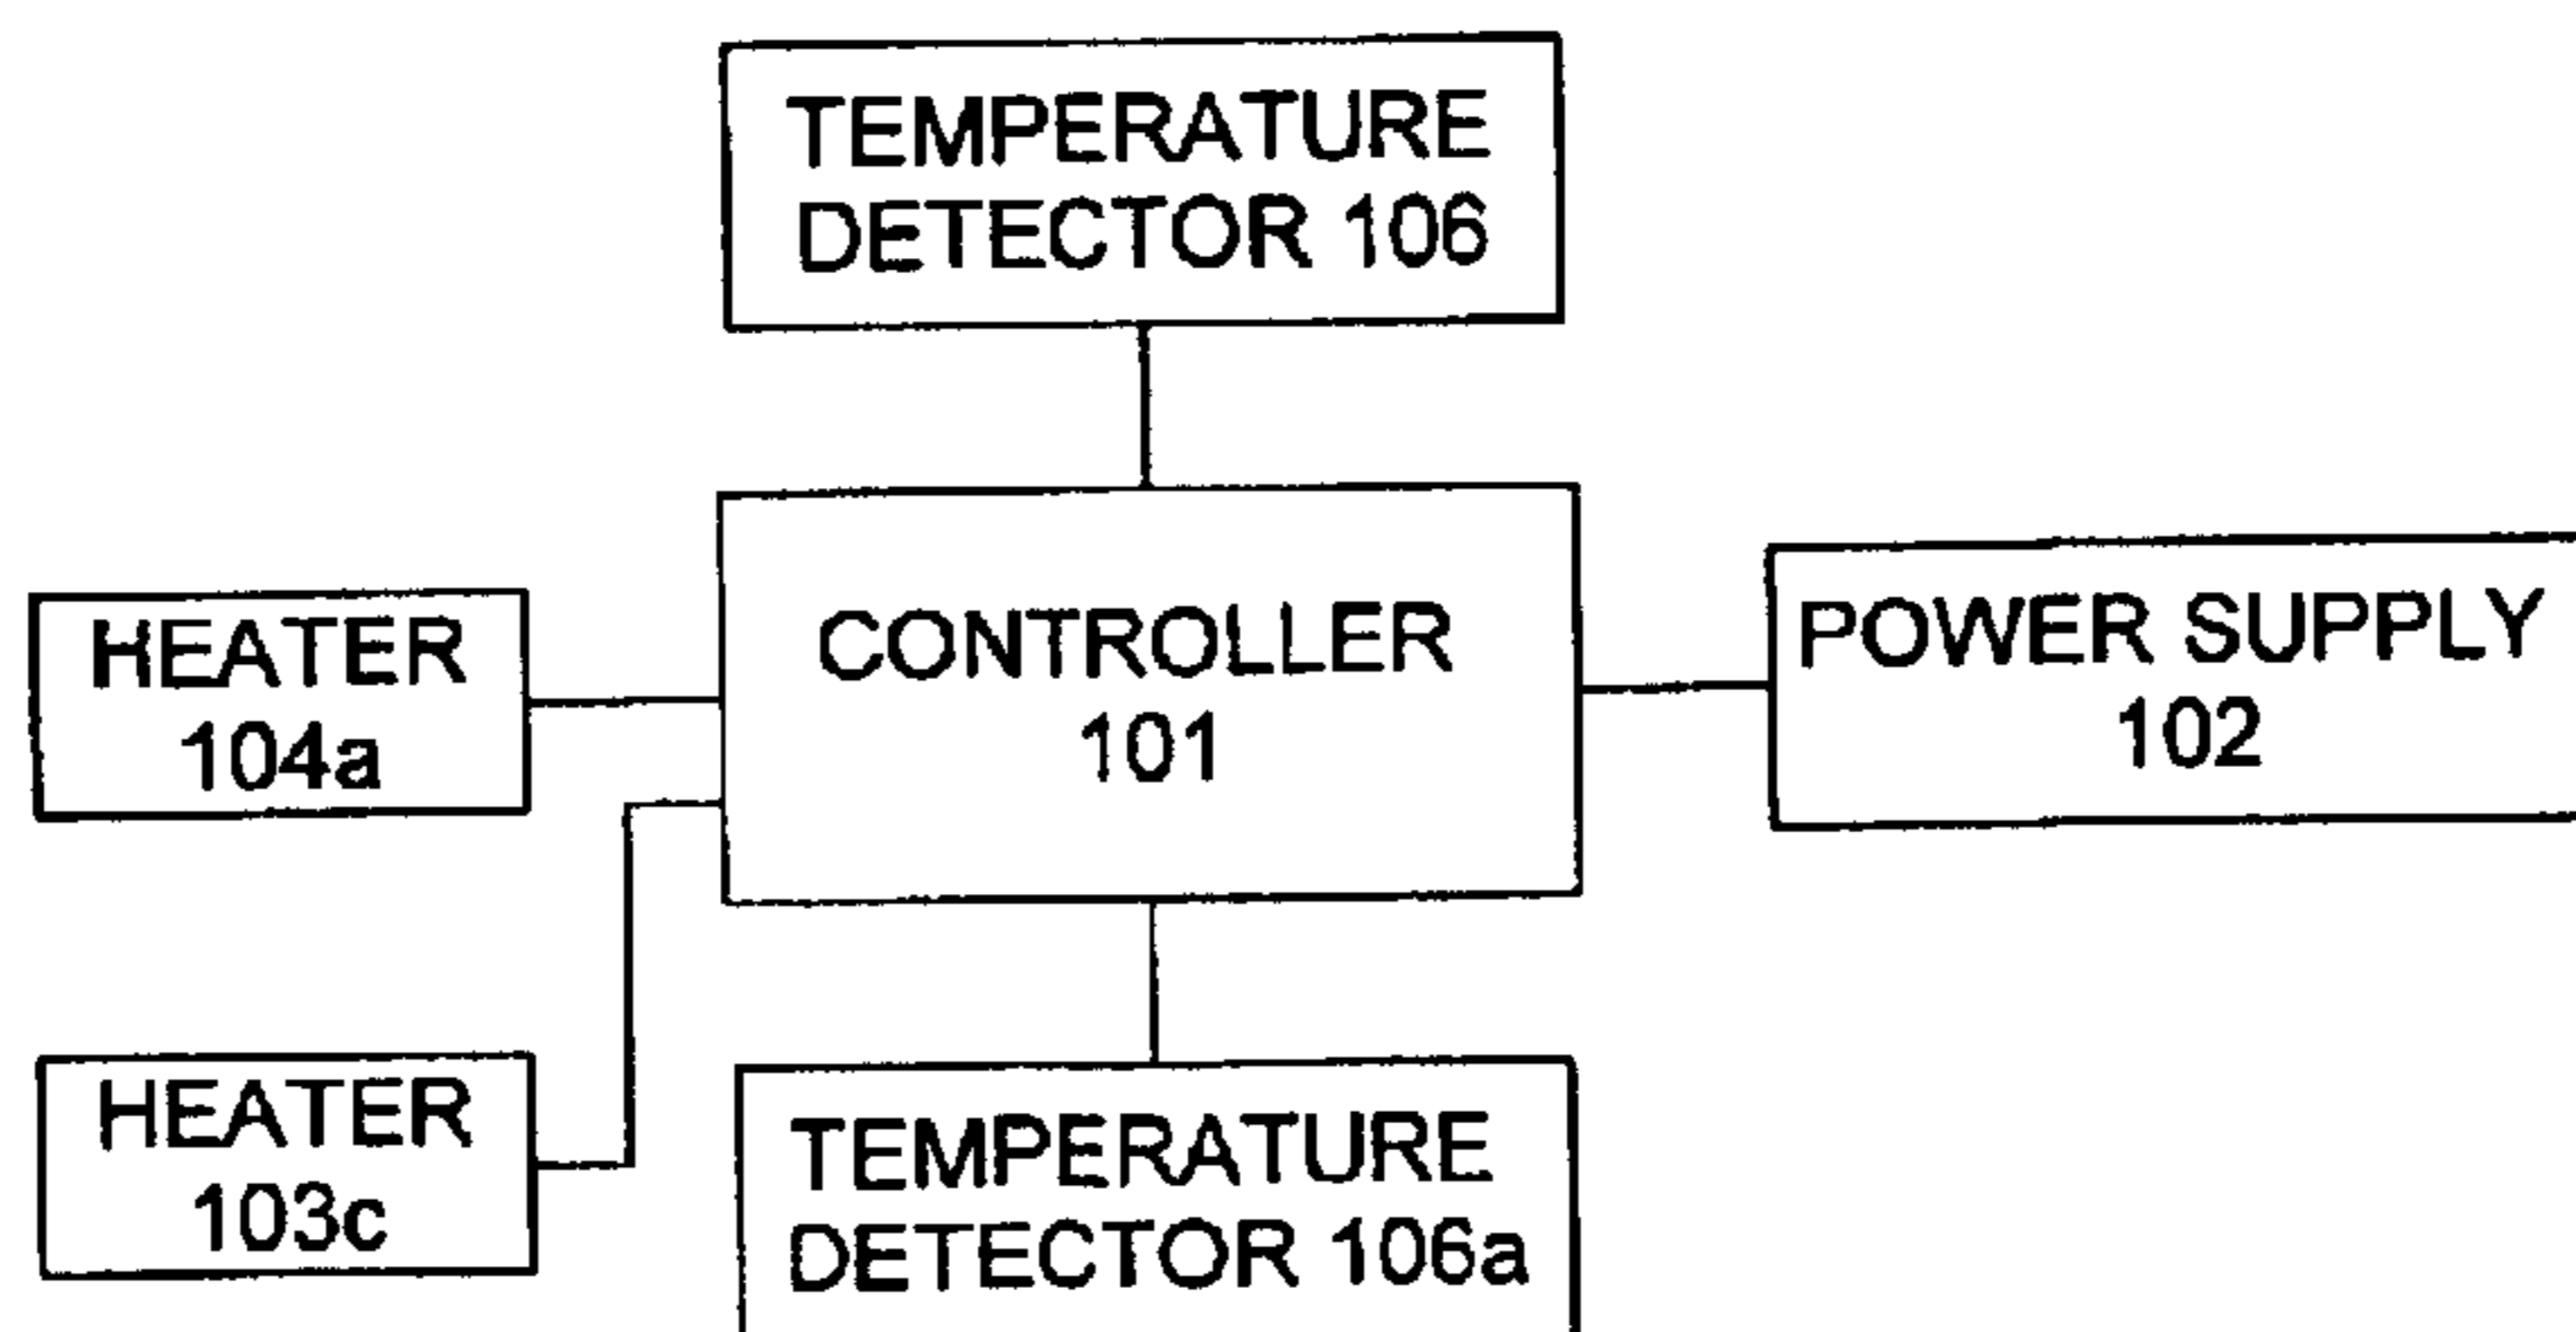 TEMPERATURE
DETECTOR 106
HEATER
104a
CONTROLLER
101
POWER SUPPLY
102
HEATER
103c
TEMPERATURE
DETECTOR 106a